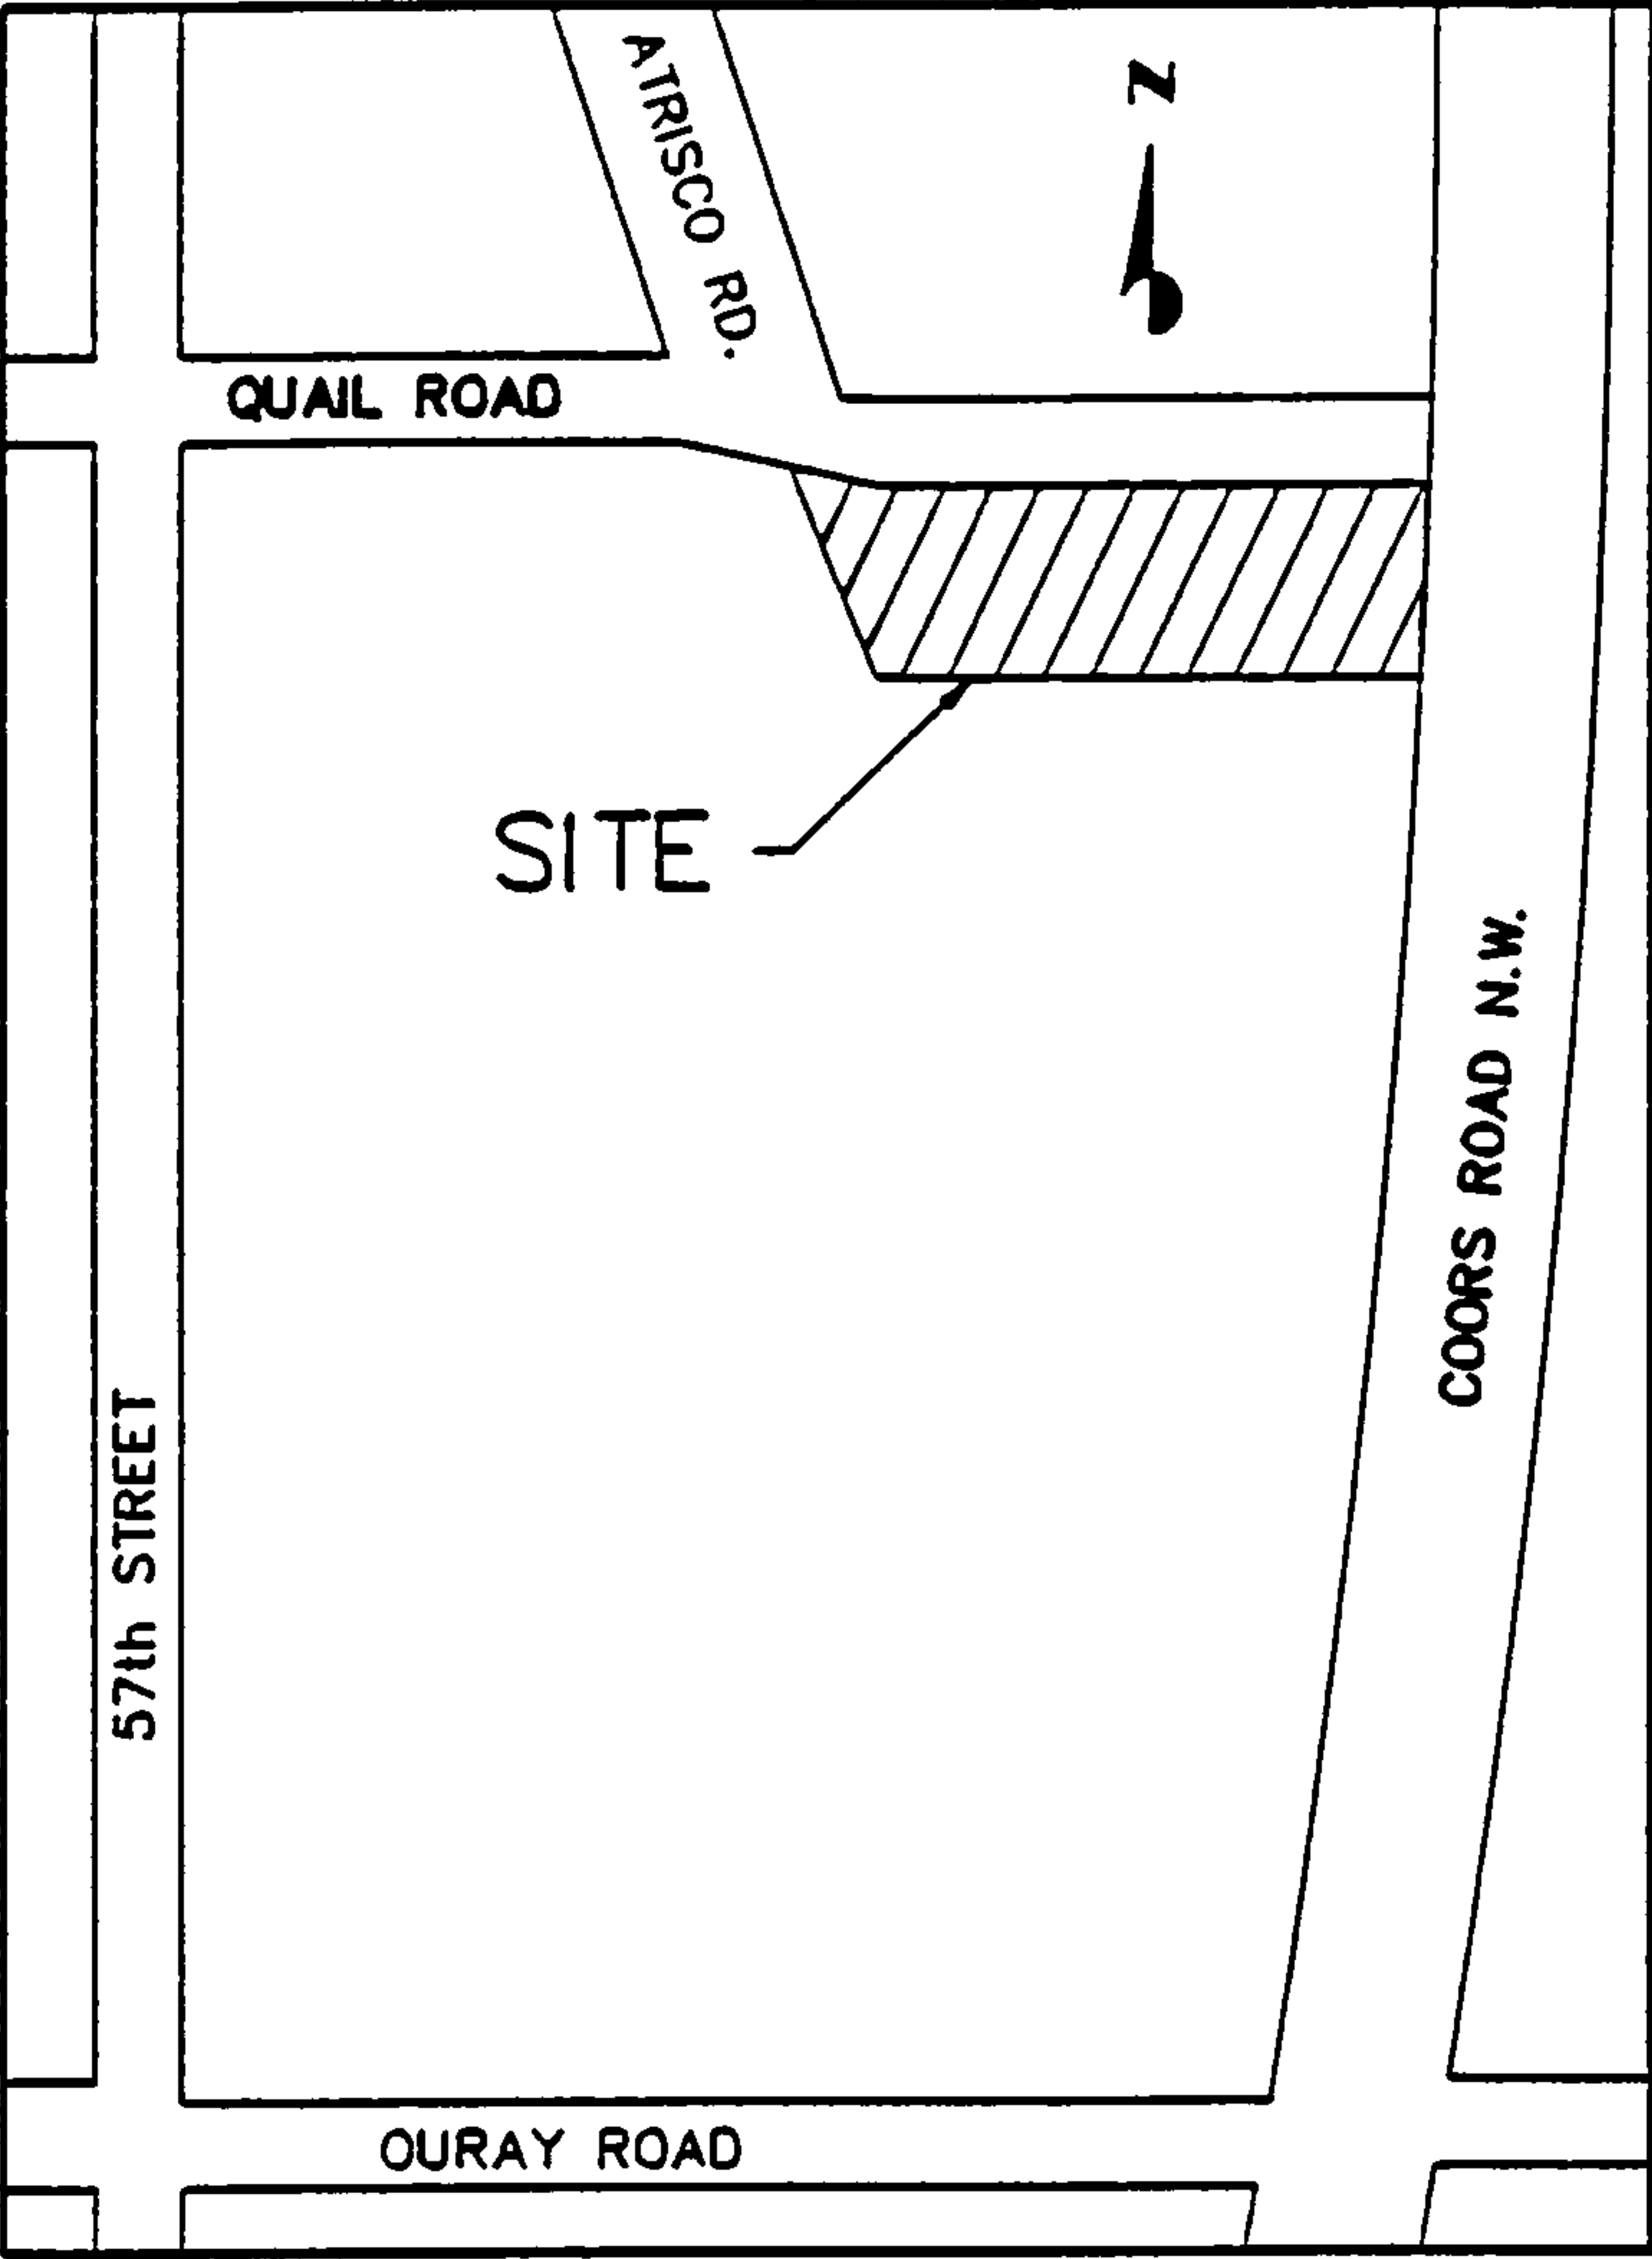 ATRISCO RD.
N
QUAIL ROAD
SITE
COORS ROAD N.W.
57th STREET
OURAY ROAD